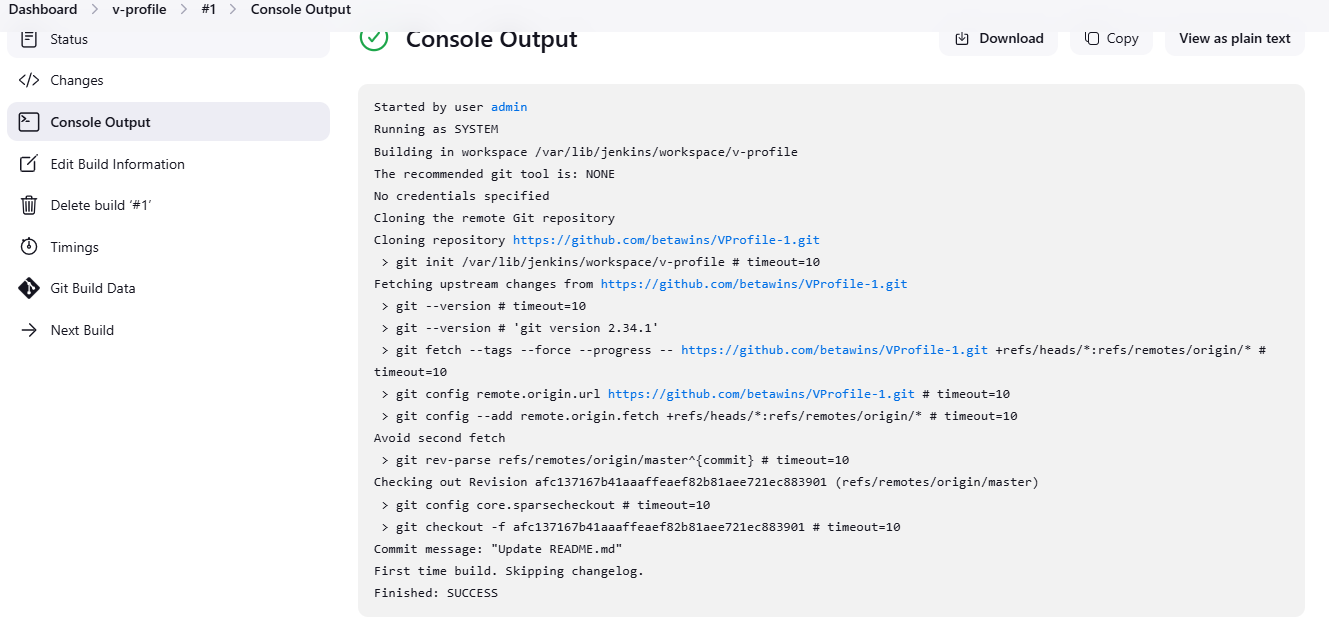 Dashboard > v-profile > #1 > Console Output
Status
Changes
Console Output
Edit Build Information
Delete build ‘#1’
Timings
Git Build Data
Next Build
Console Output
Download
Copy
View as plain text
Started by user admin
Running as SYSTEM
Building in workspace /var/lib/jenkins/workspace/v-profile
The recommended git tool is: NONE
No credentials specified
Cloning the remote Git repository
Cloning repository https://github.com/betawins/VProfile-1.git
 > git init /var/lib/jenkins/workspace/v-profile # timeout=10
Fetching upstream changes from https://github.com/betawins/VProfile-1.git
 > git --version # timeout=10
 > git --version # 'git version 2.34.1'
 > git fetch --tags --force --progress -- https://github.com/betawins/VProfile-1.git +refs/heads/*:refs/remotes/origin/* #
timeout=10
 > git config remote.origin.url https://github.com/betawins/VProfile-1.git # timeout=10
 > git config --add remote.origin.fetch +refs/heads/*:refs/remotes/origin/* # timeout=10
Avoid second fetch
 > git rev-parse refs/remotes/origin/master^{commit} # timeout=10
Checking out Revision afc137167b41aaaffeaef82b81aee721ec883901 (refs/remotes/origin/master)
 > git config core.sparsecheckout # timeout=10
 > git checkout -f afc137167b41aaaffeaef82b81aee721ec883901 # timeout=10
Commit message: "Update README.md"
First time build. Skipping changelog.
Finished: SUCCESS